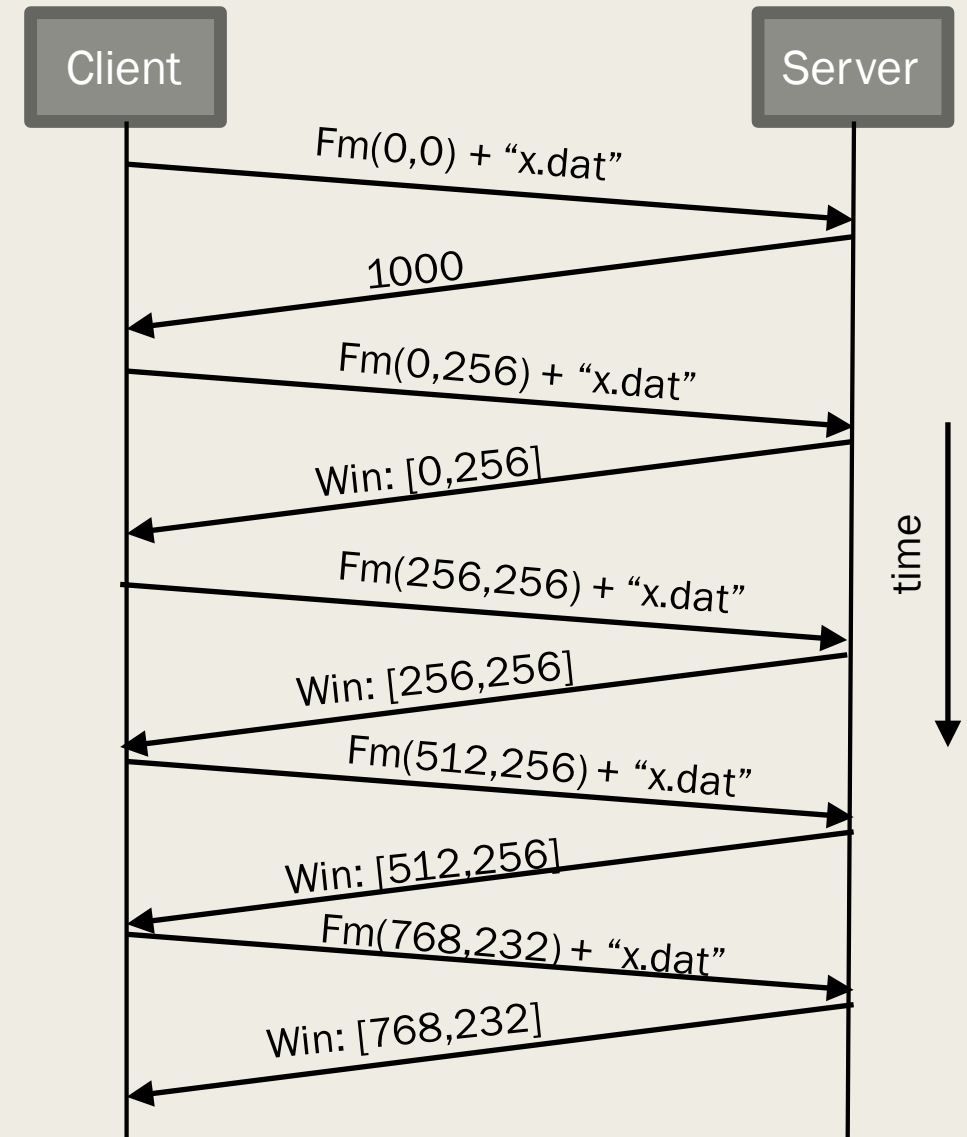 Client
Server
Fm(0,0) + “x.dat”
1000
Fm(0,256) + “x.dat”
Win: [0,256]
Fm(256,256) + “x.dat”
time
Win: [256,256]
Fm(512,256) + “x.dat”
Win: [512,256]
Fm(768,232) + “x.dat”
Win: [768,232]